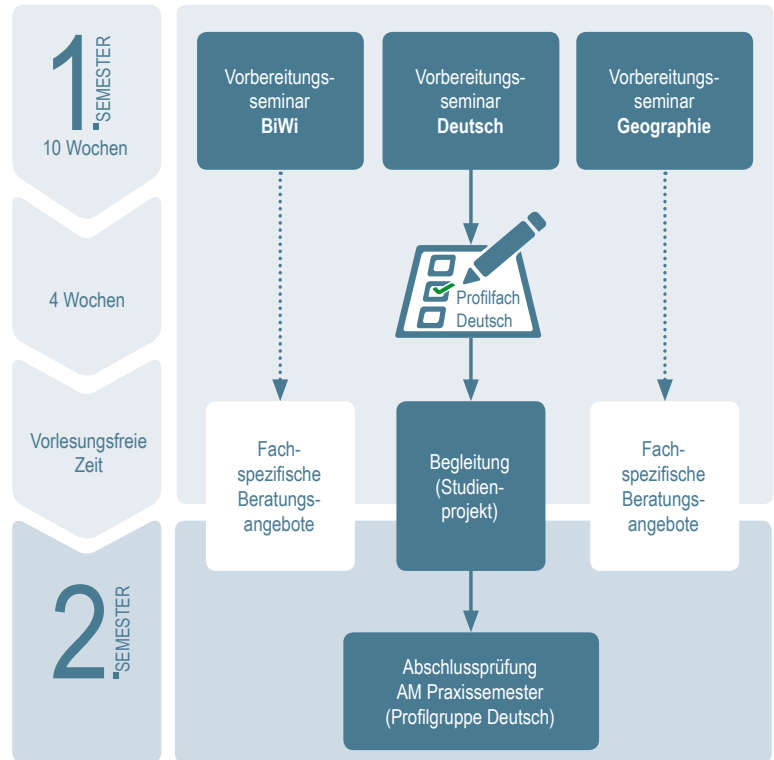 1. SEMESTER
10 Wochen
Vorbereitungs-
seminar
BiWi
Vorbereitungs-
seminar
Deutsch
Vorbereitungs-
seminar
Geographie
4 Wochen
Profilfach
Deutsch
Vorlesungsfreie
Zeit
Fach-
spezifische
Beratungs-
angebote
Begleitung
(Studien-
projekt)
Fach-
spezifische
Beratungs-
angebote
2. SEMESTER
Abschlussprüfung
AM Praxissemester
(Profilgruppe Deutsch)